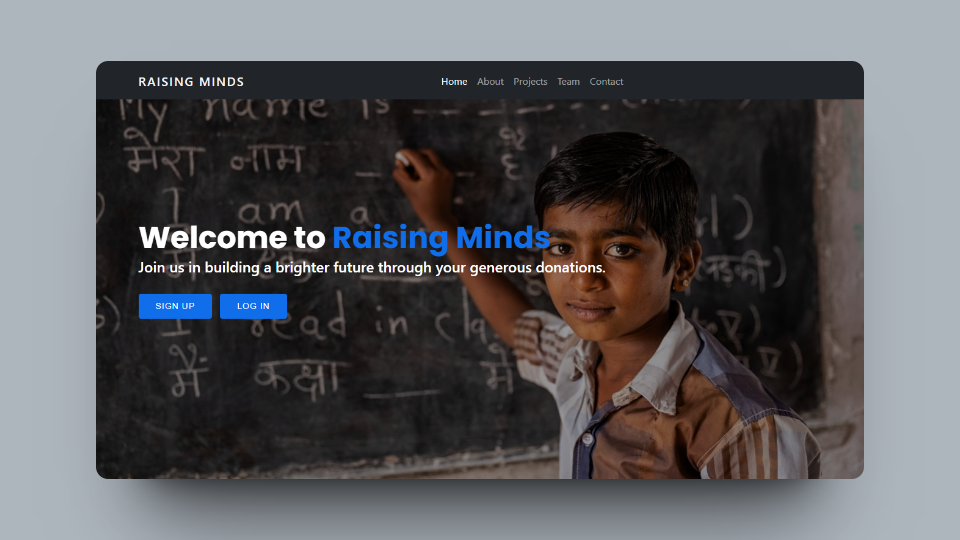 RAISING MINDS
Home About Projects Team Contact
My name is
मेरा नाम है
I am a
Welcome to Raising Minds
Join us in building a brighter future through your generous donations.
SIGN UP LOG IN
I read in cla
में कक्षा में